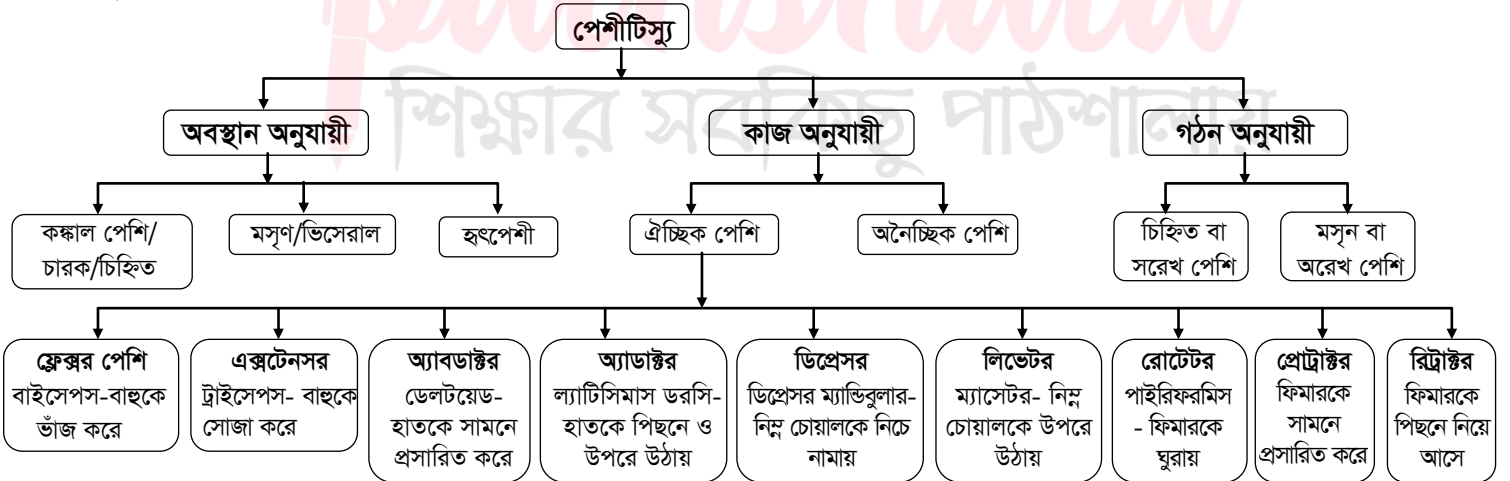 পেশীটিস্যু
শিক্ষার সবকিছু পাঠশালায়
অবস্থান অনুযায়ী
কাজ অনুযায়ী
গঠন অনুযায়ী
কঙ্কাল পেশি/
চারক/চিহ্নিত
মসৃণ/ভিসেরাল
হৃৎপেশী
ঐচ্ছিক পেশি
অনৈচ্ছিক পেশি
চিহ্নিত বা
সরেখ পেশি
মসৃন বা
অরেখ পেশি
ফ্লেক্সর পেশি
বাইসেপস-বাহুকে
ভাঁজ করে
এক্সটেনসর
ট্রাইসেপস- বাহুকে
সোজা করে
অ্যাবডাক্টর
ডেলটয়েড-
হাতকে সামনে
প্রসারিত করে
অ্যাডাক্টর
ল্যাটিসিমাস ডরসি-
হাতকে পিছনে ও
উপরে উঠায়
ডিপ্রেসর
ডিপ্রেসর ম্যান্ডিবুলার-
নিম্ন চোয়ালকে নিচে
নামায়
লিভেটর
ম্যাসেটর- নিম্ন
চোয়ালকে উপরে
উঠায়
রোটেটর
পাইরিফরমিস
- ফিমারকে
ঘুরায়
প্রোট্রাক্টর
ফিমারকে
সামনে
প্রসারিত করে
রিট্রাক্টর
ফিমারকে
পিছনে নিয়ে
আসে